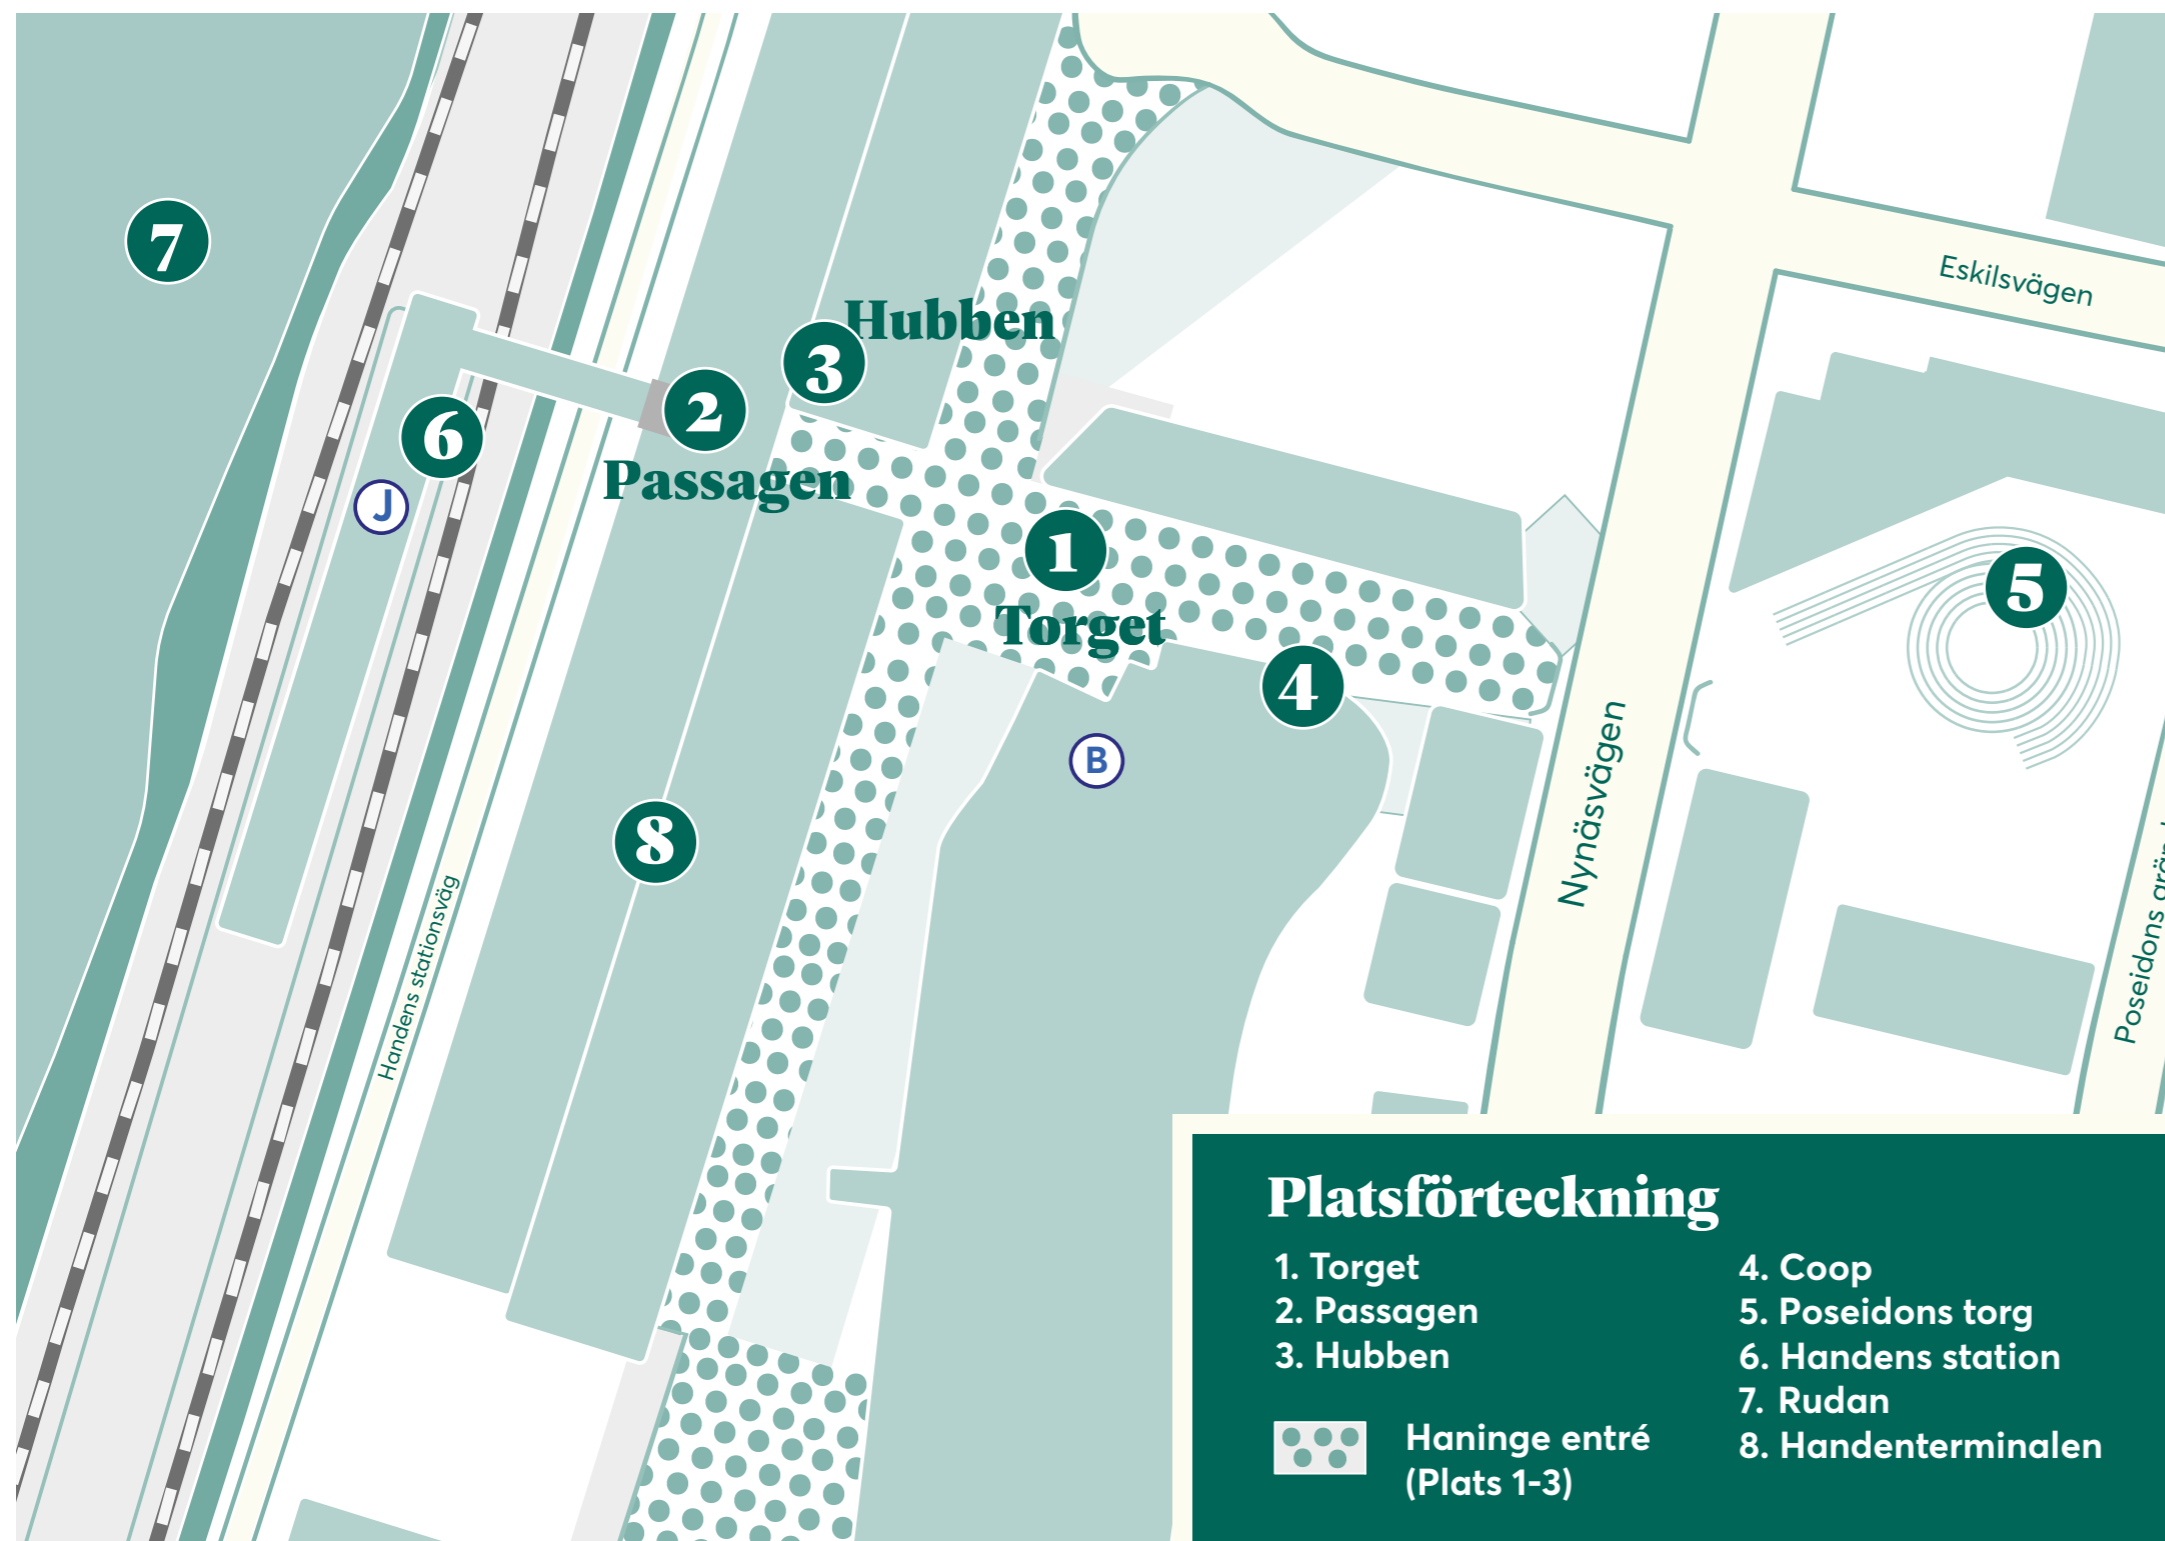 Eskilsvägen
7
Hubben
3
2
6
Passagen
J
1
5
Torget
4
Nynäsvägen
B
8
Handens stationsväg
Poseidons
Platsförteckning
1. Torget
2. Passagen
3. Hubben
Haninge entré
(Plats 1-3)
4. Coop
5. Poseidons torg
6. Handens station
7. Rudan
8. Handenterminalen